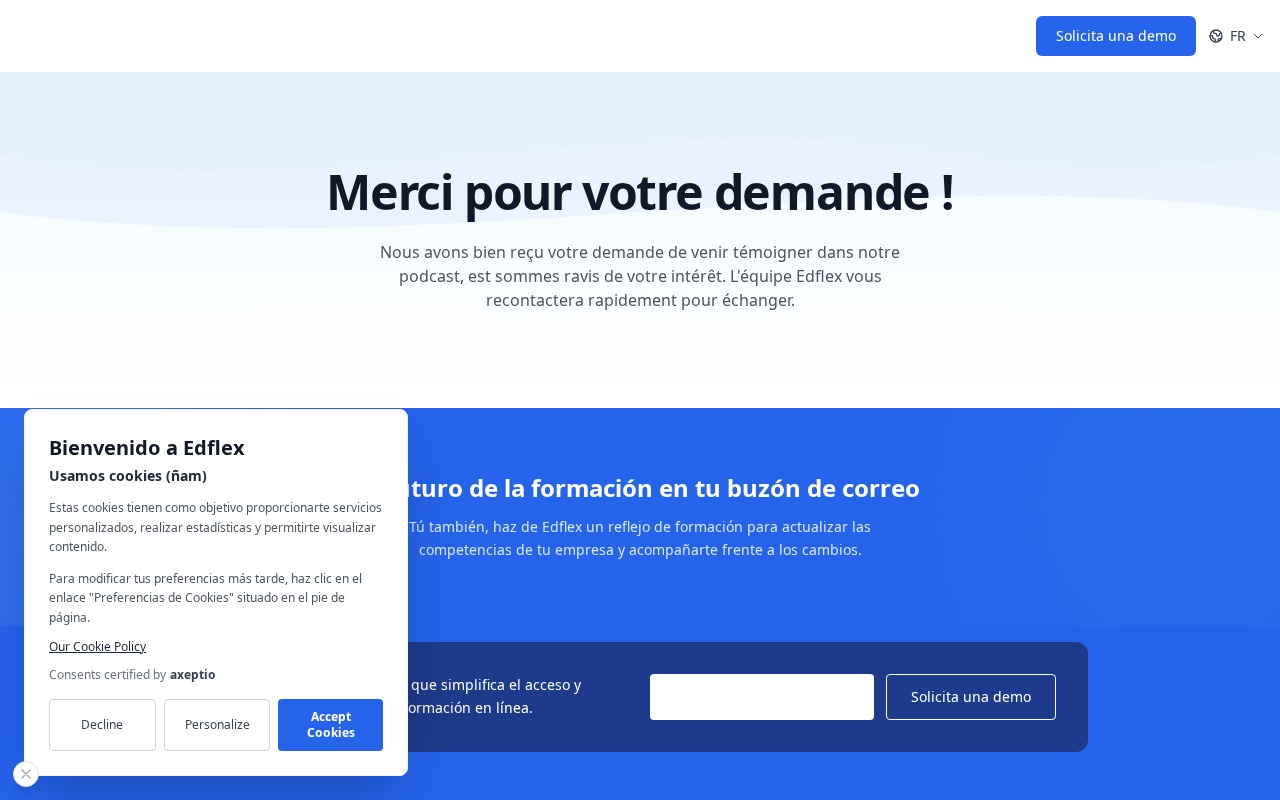 Solicita una demo
FR
Merci pour votre demande !
Nous avons bien reçu votre demande de venir témoigner dans notre
podcast, est sommes ravis de votre intérêt. L'équipe Edflex vous
recontactera rapidement pour échanger.
Bienvenido a Edflex
Usamos cookies (ñam)
Estas cookies tienen como objetivo proporcionarte servicios
personalizados, realizar estadísticas y permitirte visualizar
contenido.
Para modificar tus preferencias más tarde, haz clic en el
enlace "Preferencias de Cookies" situado en el pie de
página.
Our Cookie Policy
Consents certified by axeptio
Decline
Personalize
Accept
Cookies
de la formación en tu buzón de correo
Tú también, haz de Edflex un reflejo de formación para actualizar las
competencias de tu empresa y acompañarte frente a los cambios.
que simplifica el acceso y
en línea.
Solicita una demo